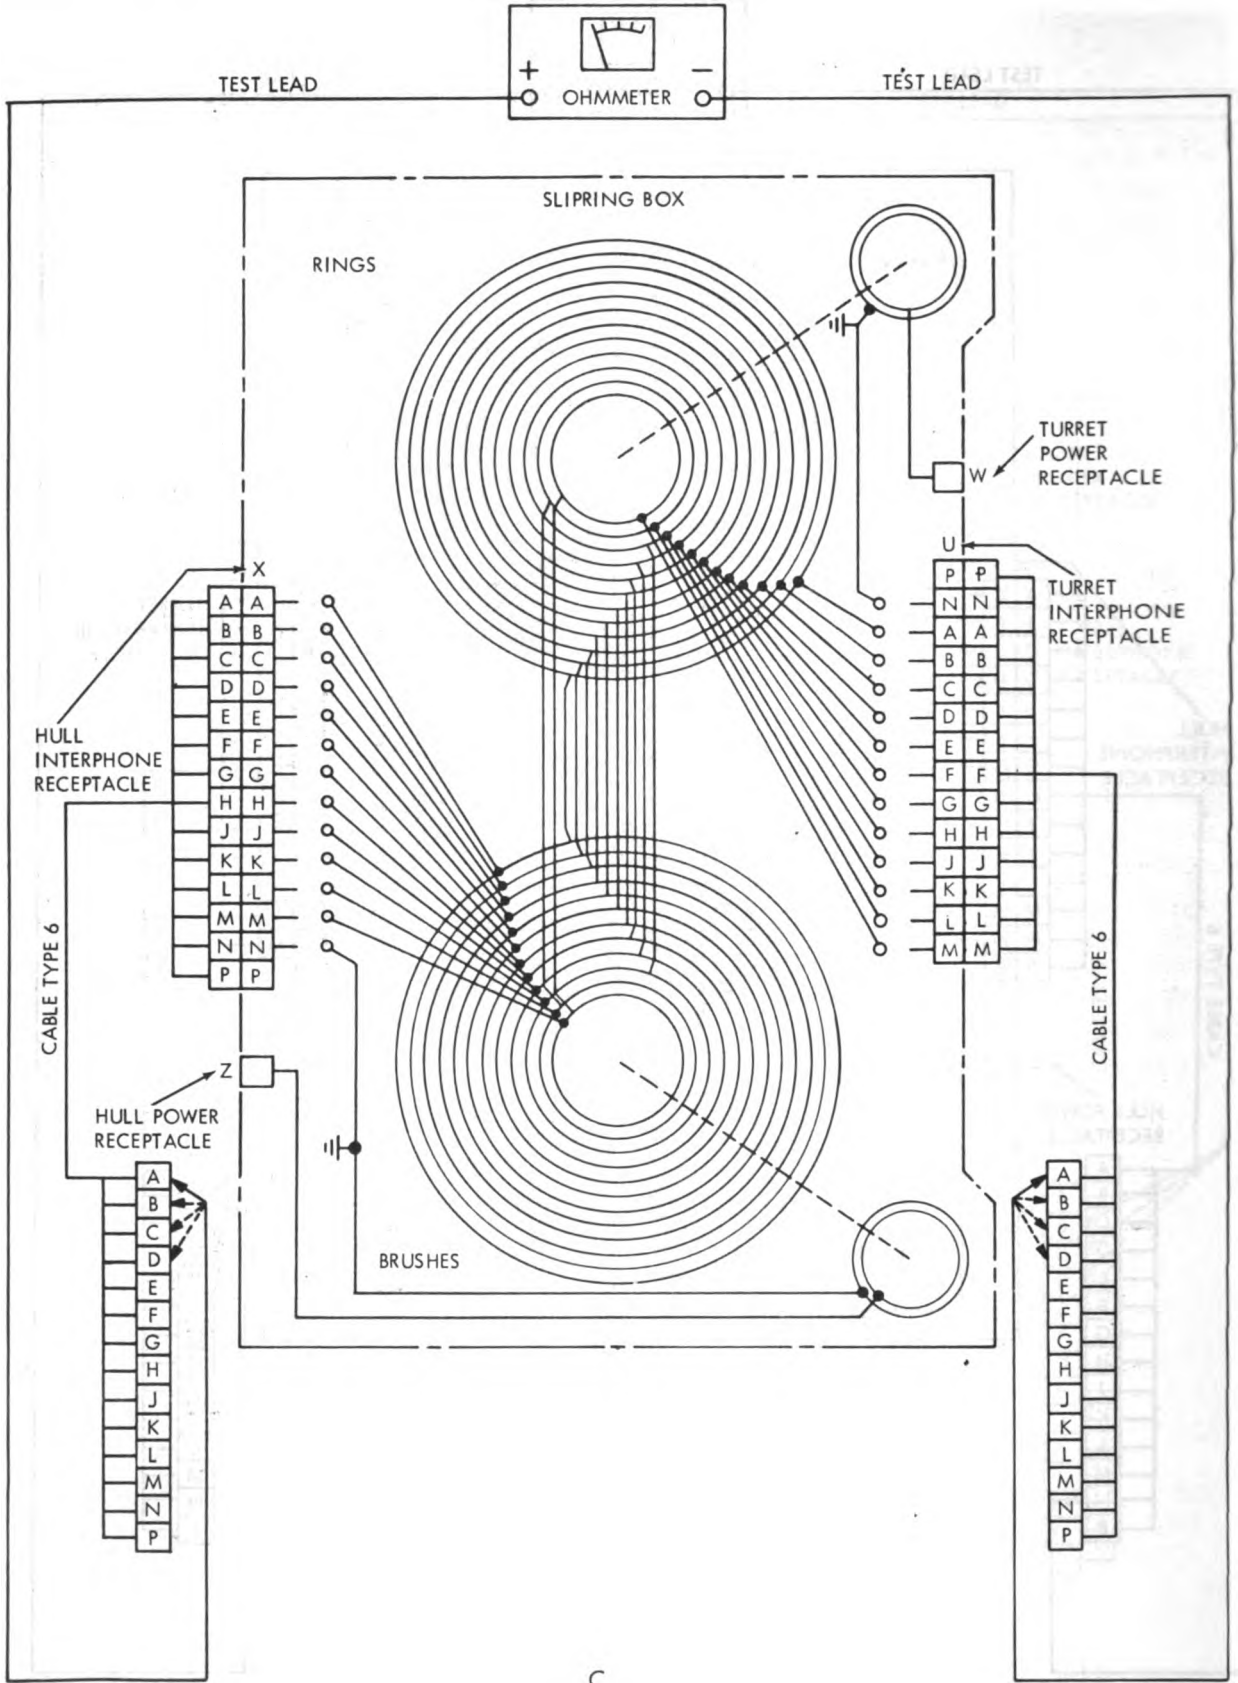 + −
TEST LEAD
OHMMETER
TEST LEAD
SLIPRING BOX
RINGS
TURRET
POWER
RECEPTACLE
W
U
TURRET
INTERPHONE
RECEPTACLE
X
HULL
INTERPHONE
RECEPTACLE
A A
B B
C C
D D
E E
F F
G G
H H
J J
K K
L L
M M
N N
P P
P P
N N
A A
B B
C C
D D
E E
F F
G G
H H
J J
K K
L L
M M
CABLE TYPE 6
CABLE TYPE 6
Z
HULL POWER
RECEPTACLE
BRUSHES
A
B
C
D
E
F
G
H
J
K
L
M
N
P
A
B
C
D
E
F
G
H
J
K
L
M
N
P
C